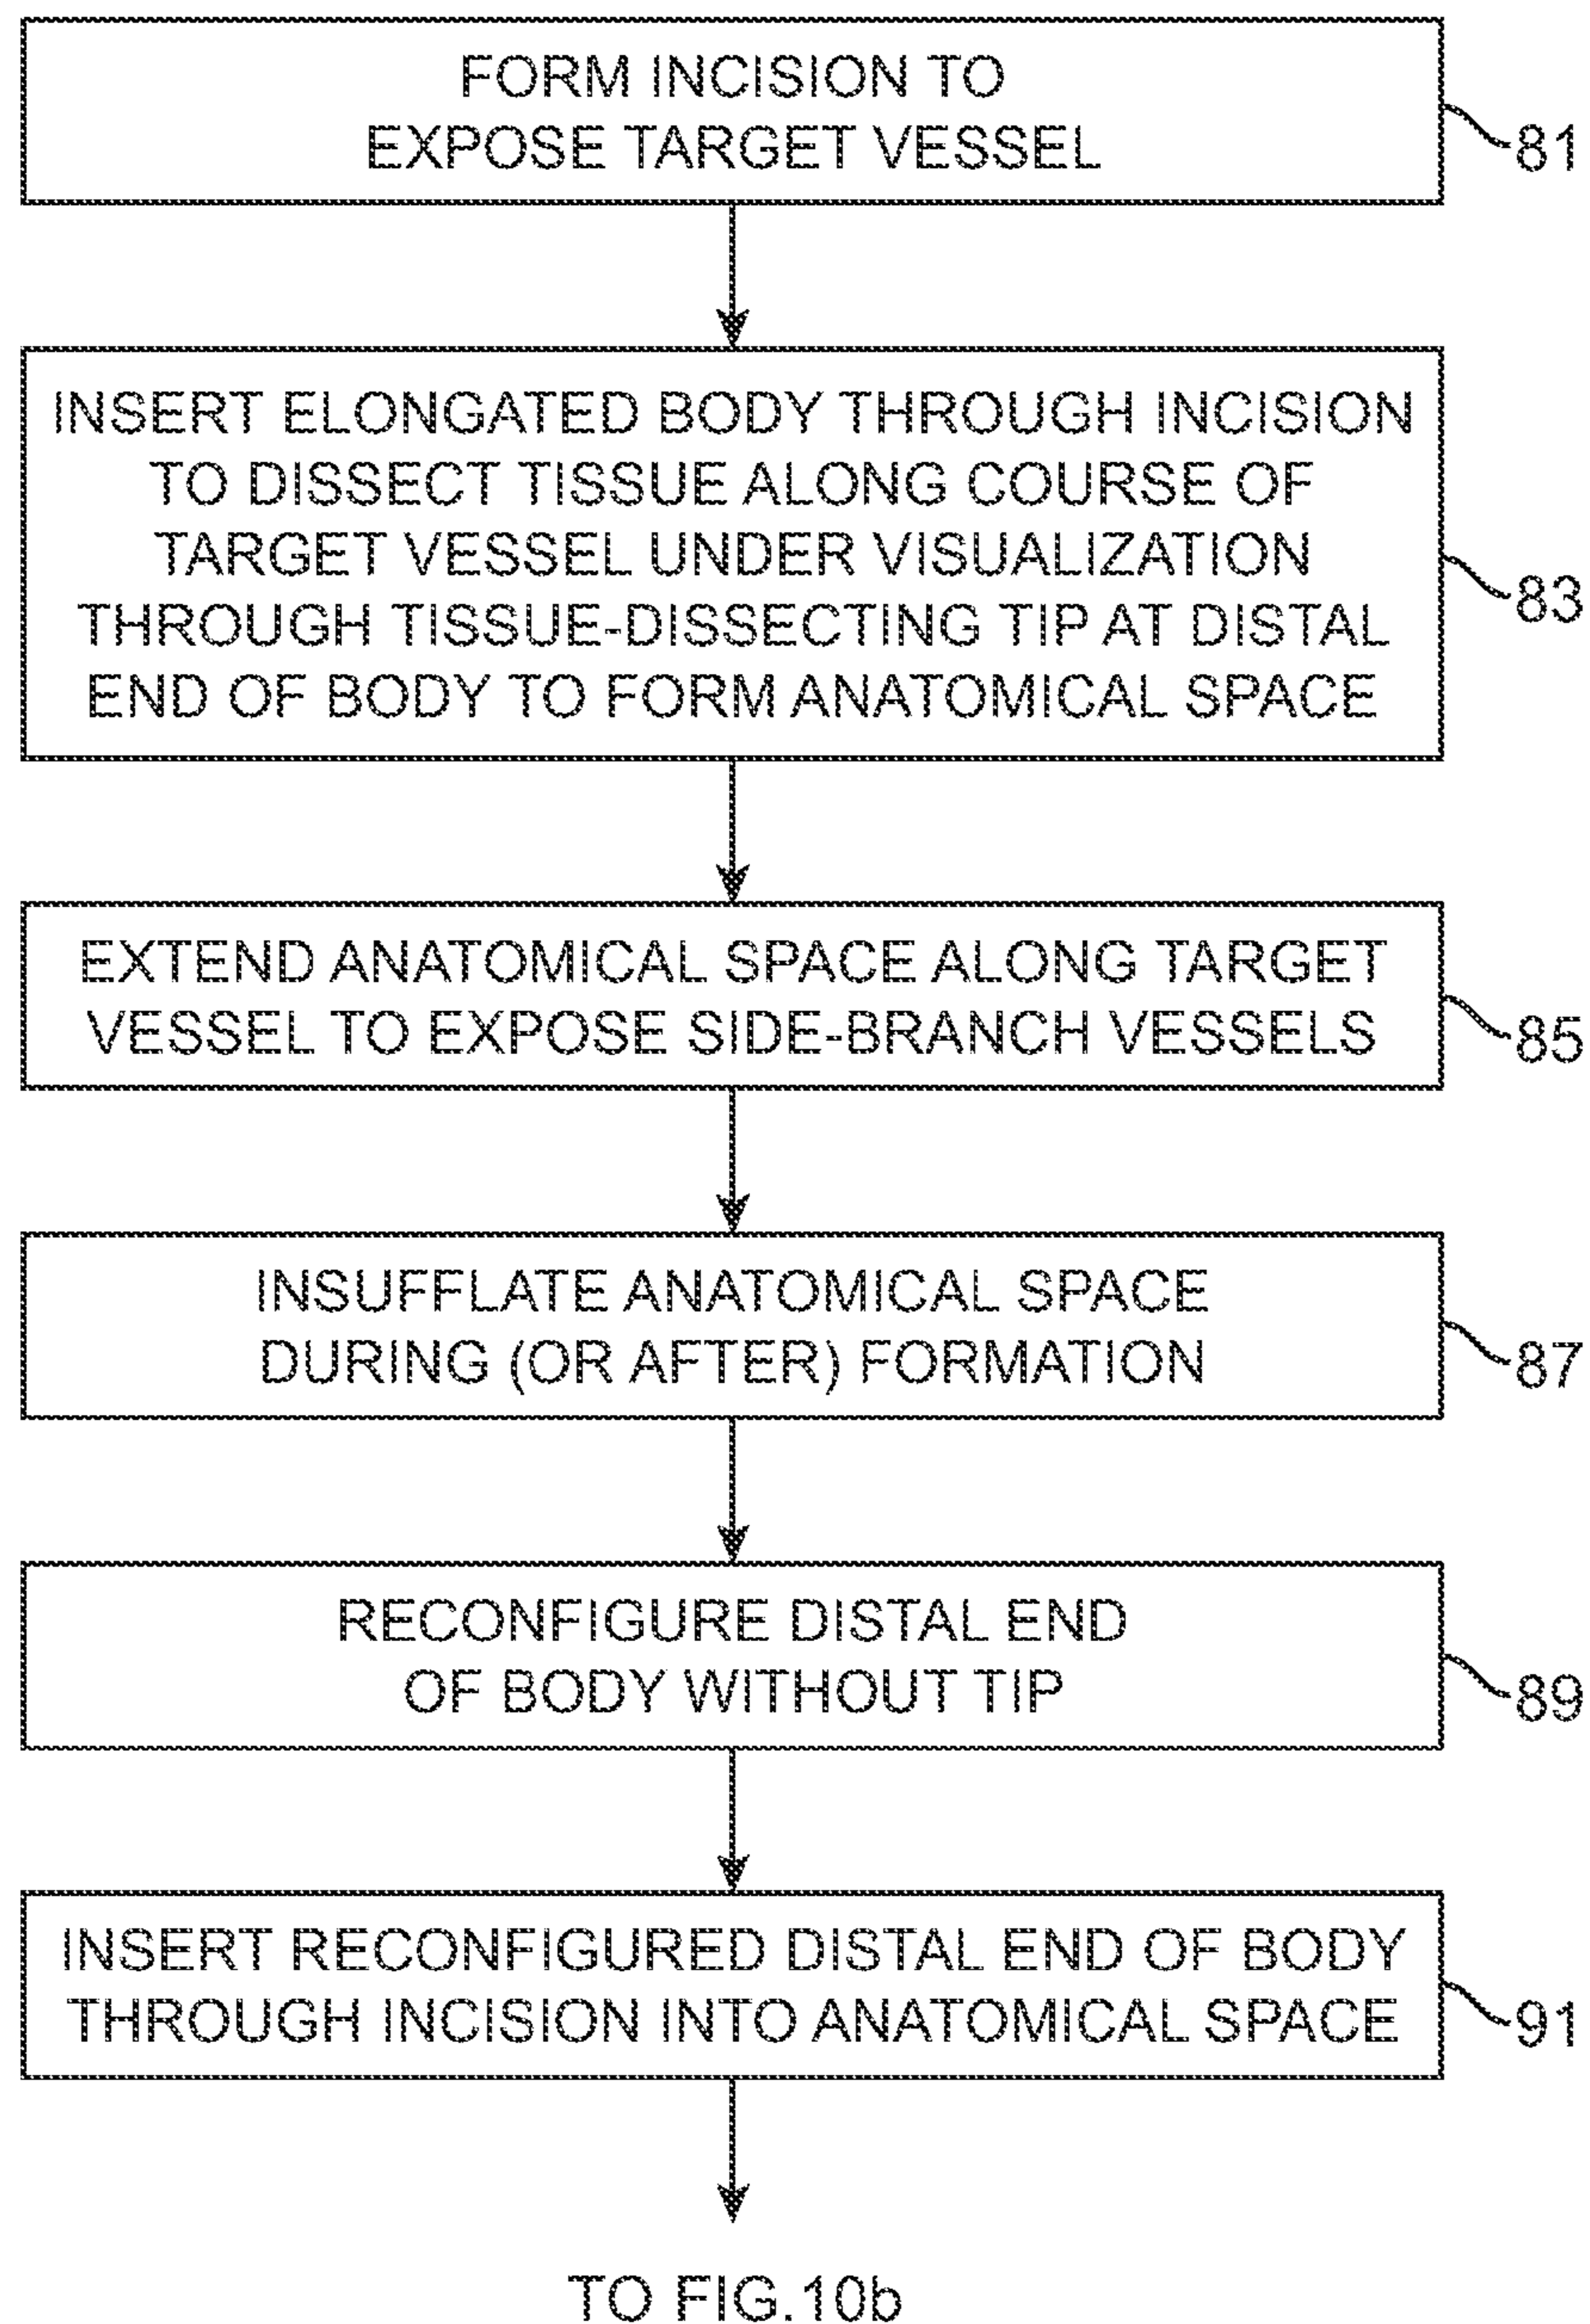 FORM INCISION TO
EXPOSE TARGET VESSEL
81
INSERT ELONGATED BODY THROUGH INCISION
TO DISSECT TISSUE ALONG COURSE OF
TARGET VESSEL UNDER VISUALIZATION
THROUGH TISSUE-DISSECTING TIP AT DISTAL
END OF BODY TO FORM ANATOMICAL SPACE
83
EXTEND ANATOMICAL SPACE ALONG TARGET
VESSEL TO EXPOSE SIDE-BRANCH VESSELS
85
INSUFFLATE ANATOMICAL SPACE
DURING (OR AFTER) FORMATION
87
RECONFIGURE DISTAL END
OF BODY WITHOUT TIP
89
INSERT RECONFIGURED DISTAL END OF BODY
THROUGH INCISION INTO ANATOMICAL SPACE
91
TO FIG.10b